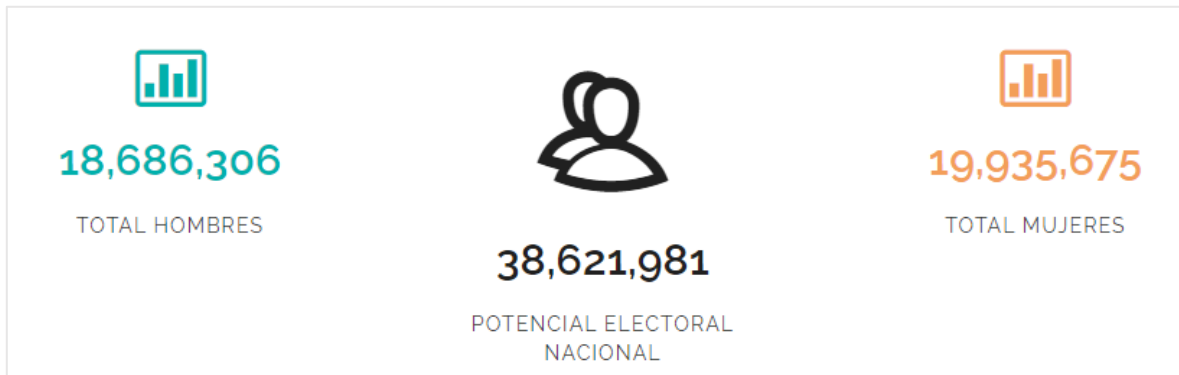 18,686,306
TOTAL HOMBRES
38,621,981
POTENCIAL ELECTORAL
NACIONAL
19,935,675
TOTAL MUJERES